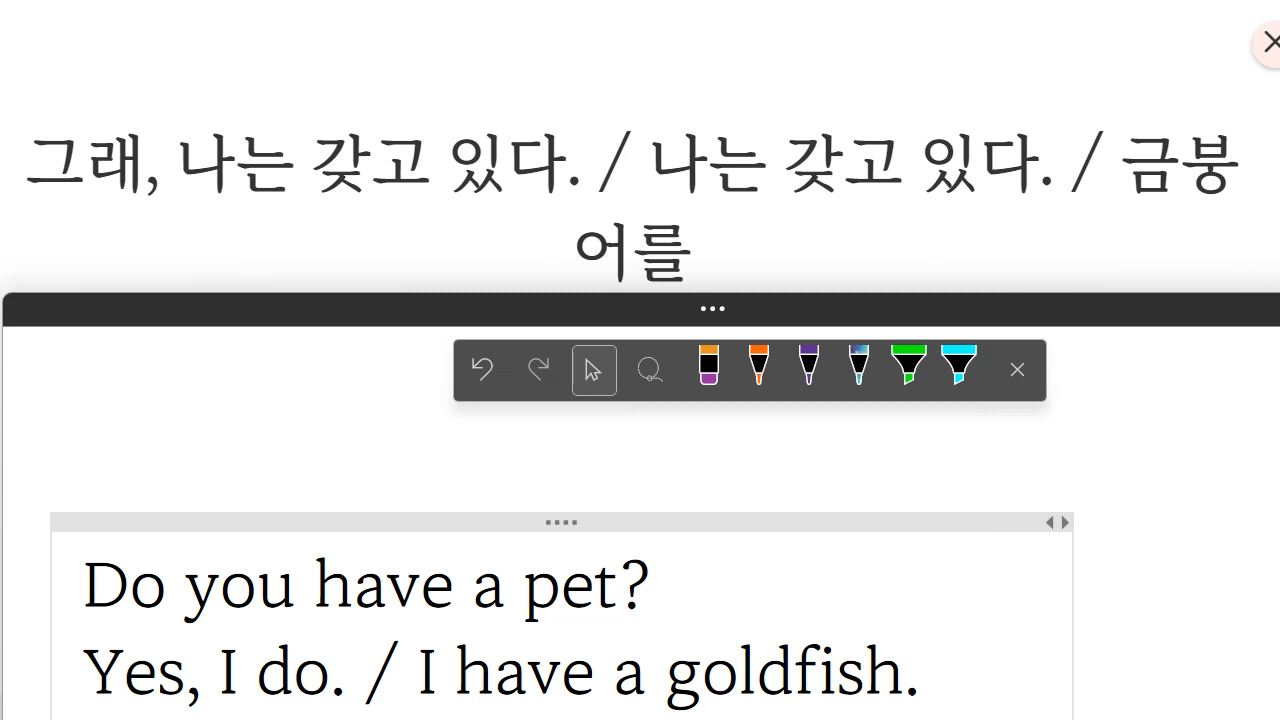 그래, 나는 갖고 있다. / 나는 갖고 있다. / 금붕
어를
Do you have a pet?
Yes, I do. / I have a goldfish.